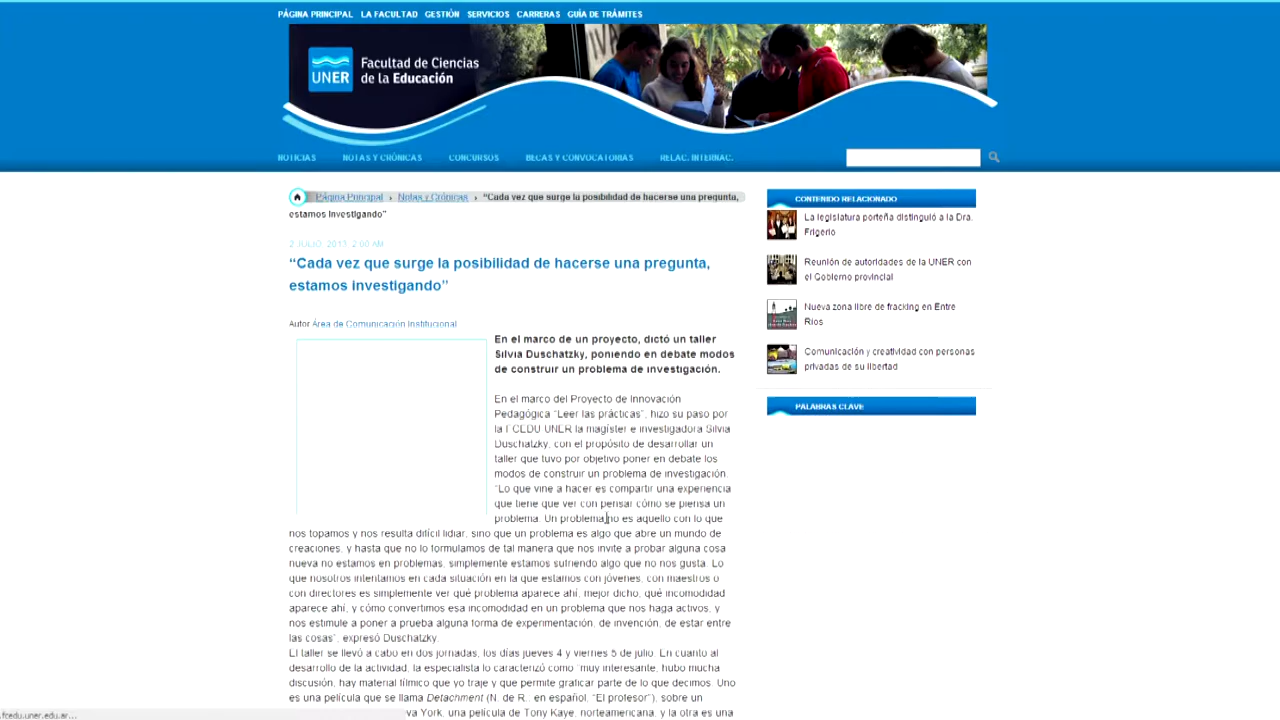 PÁGINA PRINCIPAL LA FACULTAD GESTIÓN SERVICIOS CARRERAS GUÍA DE TRÁMITES
UNER
Facultad de Ciencias
de la Educación
NOTICIAS NOTAS Y CRÓNICAS CONCURSOS BECAS Y CONVOCATORIAS RELAC. INTERNAC.
Página Principal › Notas y Crónicas › “Cada vez que surge la posibilidad de hacerse una pregunta,
estamos investigando”
2 JULIO, 2013, 2:00 AM
“Cada vez que surge la posibilidad de hacerse una pregunta,
estamos investigando”
Autor Área de Comunicación Institucional
En el marco de un proyecto, dictó un taller
Silvia Duschatzky, poniendo en debate modos
de construir un problema de investigación.
En el marco del Proyecto de Innovación
Pedagógica “Leer las prácticas”, hizo su paso por
la FCEDU UNER la magíster e investigadora Silvia
Duschatzky, con el propósito de desarrollar un
taller que tuvo por objetivo poner en debate los
modos de construir un problema de investigación.
“Lo que vine a hacer es compartir una experiencia
que tiene que ver con pensar cómo se piensa un
problema. Un problema no es aquello con lo que
nos topamos y nos resulta difícil lidiar, sino que un problema es algo que abre un mundo de
creaciones, y hasta que no lo formulamos de tal manera que nos invite a probar alguna cosa
nueva no estamos en problemas, simplemente estamos sufriendo algo que no nos gusta. Lo
que nosotros intentamos en cada situación en la que estamos con jóvenes, con maestros o
con directores es simplemente ver qué problema aparece ahí, mejor dicho, qué incomodidad
aparece ahí, y cómo convertimos esa incomodidad en un problema que nos haga activos, y
nos estimule a poner a prueba alguna forma de experimentación, de invención, de estar entre
las cosas”, expresó Duschatzky.
El taller se llevó a cabo en dos jornadas, los días jueves 4 y viernes 5 de julio. En cuanto al
desarrollo de la actividad, la especialista lo caracterizó como “muy interesante, hubo mucha
discusión, hay material fílmico que yo traje y que permite graficar parte de lo que decimos. Uno
es una película que se llama Detachment (N. de R.: en español, “El profesor”), sobre un
va York, una película de Tony Kaye, norteamericana, y la otra es una
CONTENIDO RELACIONADO
La legislatura porteña distinguió a la Dra.
Frigerio
Reunión de autoridades de la UNER con
el Gobierno provincial
Nueva zona libre de fracking en Entre
Ríos
Comunicación y creatividad con personas
privadas de su libertad
PALABRAS CLAVE
.fcedu.uner.edu.ar...